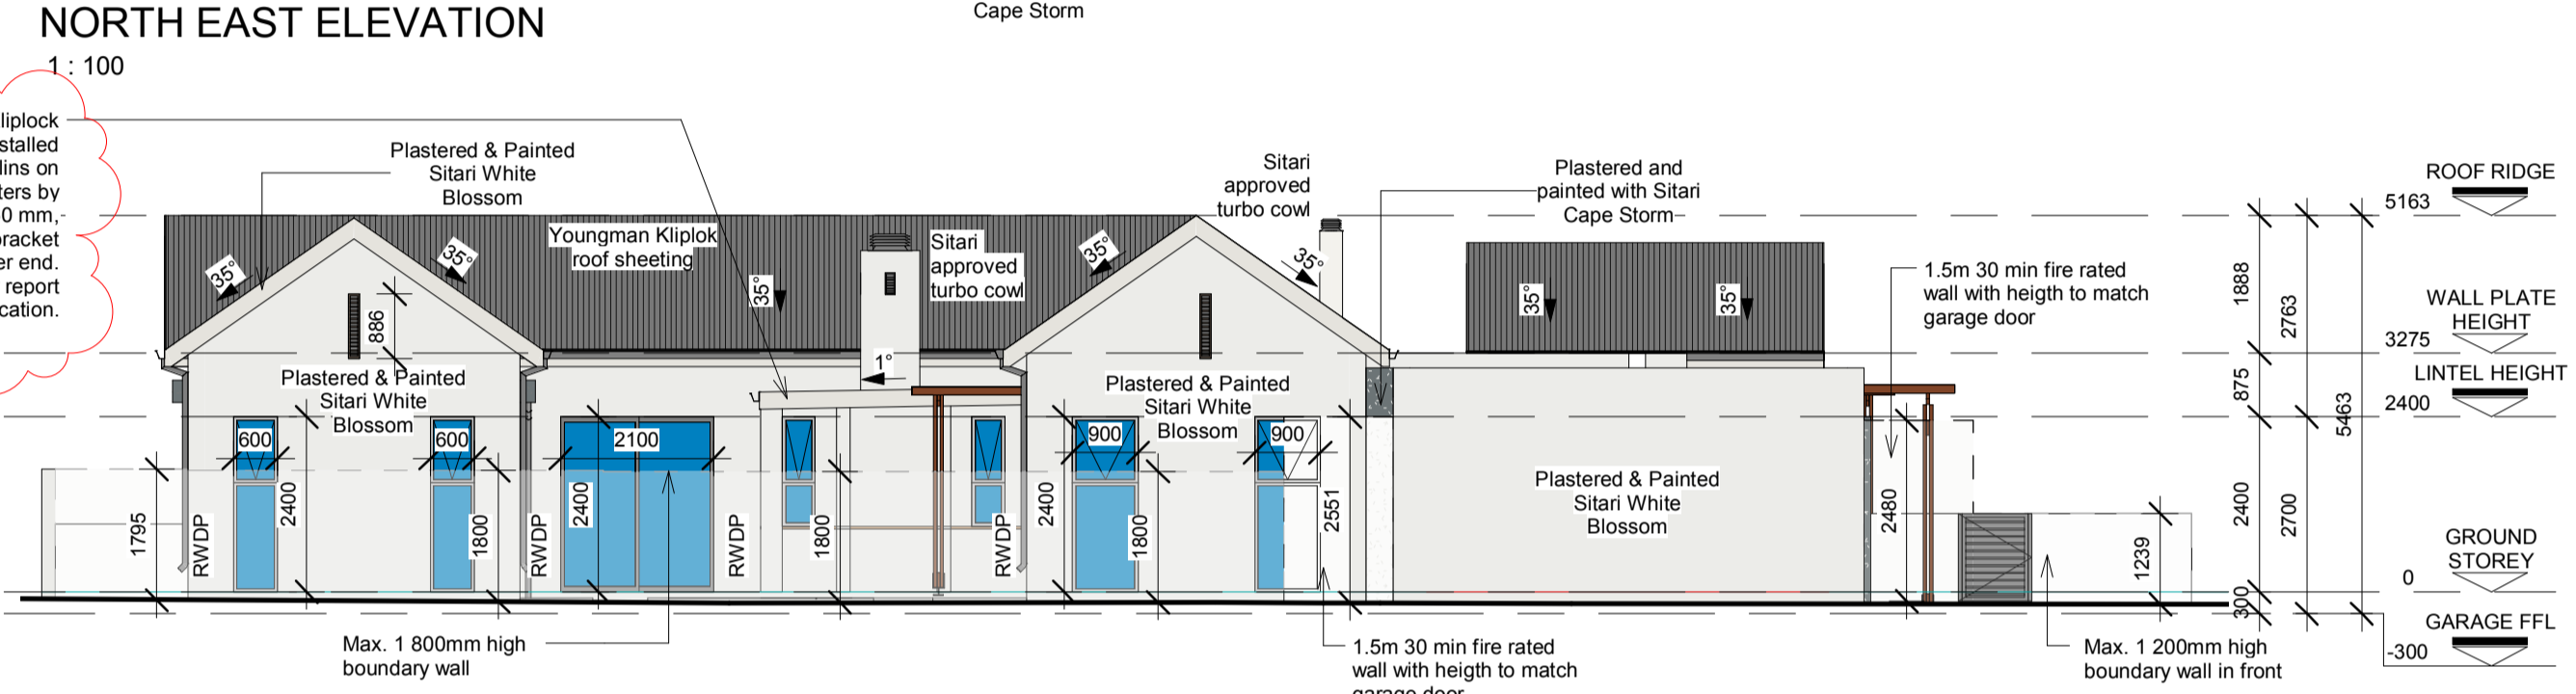 Cape Storm
NORTH EAST ELEVATION
1 : 100
liplock
stalled
lins on
ters by
0 mm,
racket
er end.
report
cation.
Plastered & Painted
Sitari White
Blossom
Youngman Kliplok
roof sheeting
Sitari
approved
turbo cowl
Sitari
approved
turbo cowl
Plastered and
painted with Sitari
Cape Storm
1.5m 30 min fire rated
wall with heigth to match
garage door
35°
35°
35°
35°
35°
35°
35°
1°
886
Plastered & Painted
Sitari White
Blossom
Plastered & Painted
Sitari White
Blossom
Plastered & Painted
Sitari White
Blossom
600
600
2100
900
900
1795
RWDP
2400
1800
RWDP
2400
RWDP
1800
RWDP
2400
1800
2551
2480
1239
Max. 1 800mm high
boundary wall
1.5m 30 min fire rated
wall with heigth to match
garage door
Max. 1 200mm high
boundary wall in front
1888
875
2400
300
2763
2700
5463
ROOF RIDGE
5163
WALL PLATE
HEIGHT
3275
LINTEL HEIGHT
2400
GROUND
STOREY
0
GARAGE FFL
-300